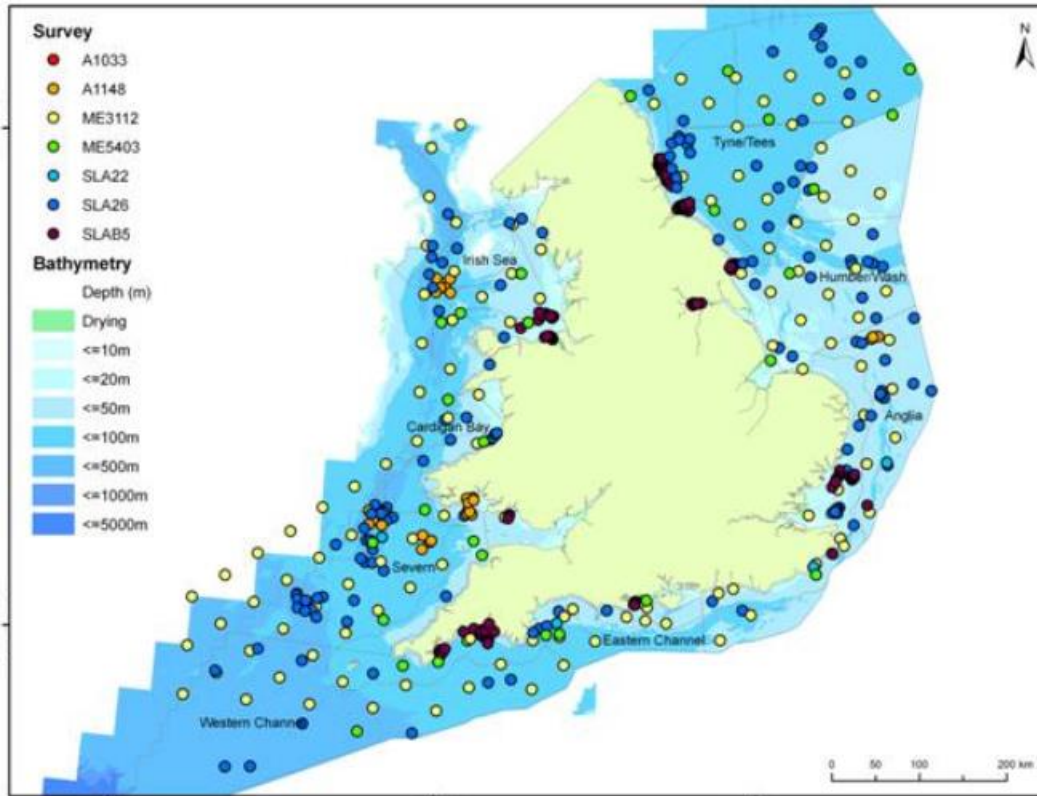 Survey
A1033
A1148
ME3112
ME5403
SLA22
SLA26
SLAB5
Bathymetry
Depth (m)
Drying
<=10m
<=20m
<=50m
<=100m
<=500m
<=1000m
<=5000m
N
Tyne/Tees
Irish Sea
Humber/Wash
Anglia
Cardigan Bay
Severn
Eastern Channel
Western Channel
0 50 100 200 km